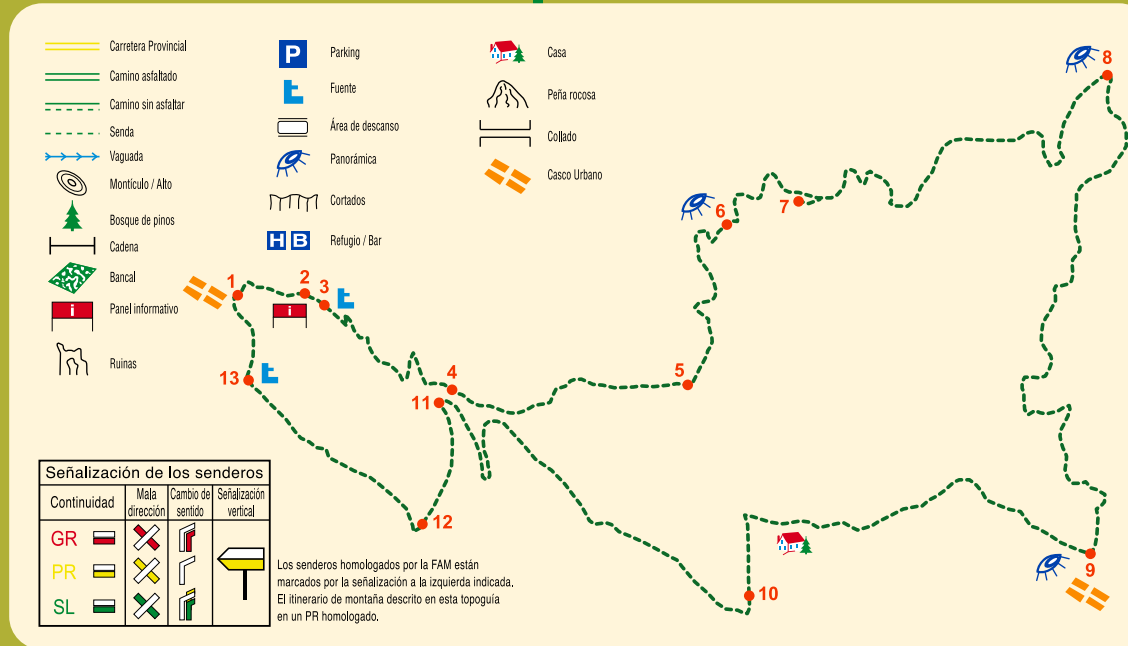 Carretera Provincial
Camino asfaltado
Camino sin asfaltar
Senda
Vaguada
Montículo / Alto
Bosque de pinos
Cadena
Bancal
i
Panel informativo
Ruinas
P
Parking
Fuente
Área de descanso
Panorámica
Cortados
H B
Refugio / Bar
Casa
Peña rocosa
Collado
Casco Urbano
1
2
3
i
4
5
6
7
8
9
10
11
12
13
Señalización de los senderos
Continuidad
Mala
dirección
Cambio de
sentido
Señalización
vertical
GR
PR
SL
Los senderos homologados por la FAM están
marcados por la señalización a la izquierda indicada.
El itinerario de montaña descrito en esta topoguía
en un PR homologado.